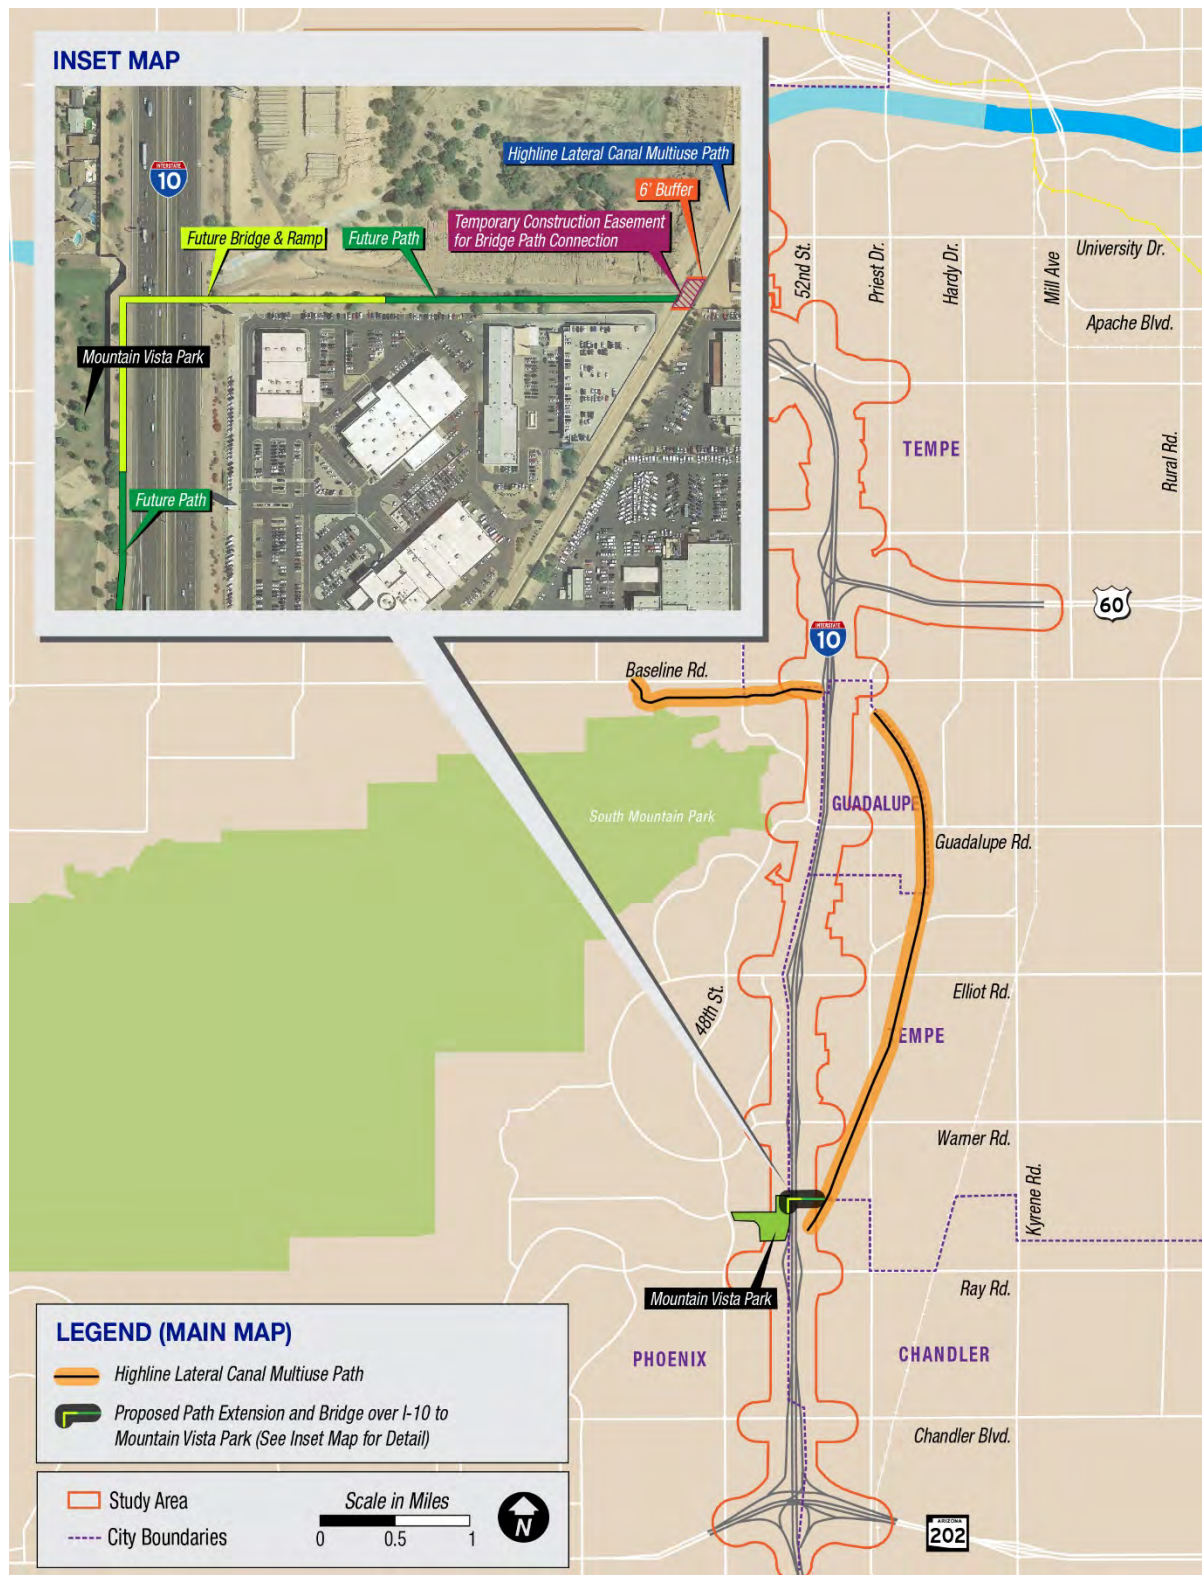 INSET MAP
INTERSTATE
10
Highline Lateral Canal Multiuse Path
6' Buffer
Temporary Construction Easement
for Bridge Path Connection
Future Bridge & Ramp
Future Path
Mountain Vista Park
Future Path
52nd St.
Priest Dr.
Hardy Dr.
Mill Ave
University Dr.
Apache Blvd.
Rural Rd.
TEMPE
60
INTERSTATE
10
Baseline Rd.
South Mountain Park
GUADALUPE
Guadalupe Rd.
48th St.
Elliot Rd.
EMPE
Warner Rd.
Kyrene Rd.
Mountain Vista Park
Ray Rd.
PHOENIX
CHANDLER
Chandler Blvd.
ARIZONA
202
LEGEND (MAIN MAP)
Highline Lateral Canal Multiuse Path
Proposed Path Extension and Bridge over I-10 to
Mountain Vista Park (See Inset Map for Detail)
Study Area
City Boundaries
Scale in Miles
0 0.5 1
N